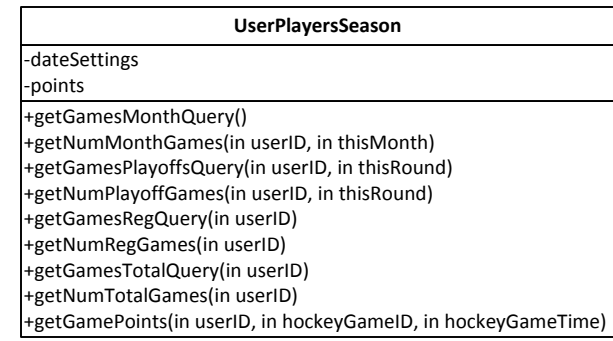 UserPlayersSeason
-dateSettings
-points
+getGamesMonthQuery()
+getNumMonthGames(in userID, in thisMonth)
+getGamesPlayoffsQuery(in userID, in thisRound)
+getNumPlayoffGames(in userID, in thisRound)
+getGamesRegQuery(in userID)
+getNumRegGames(in userID)
+getGamesTotalQuery(in userID)
+getNumTotalGames(in userID)
+getGamePoints(in userID, in hockeyGameID, in hockeyGameTime)